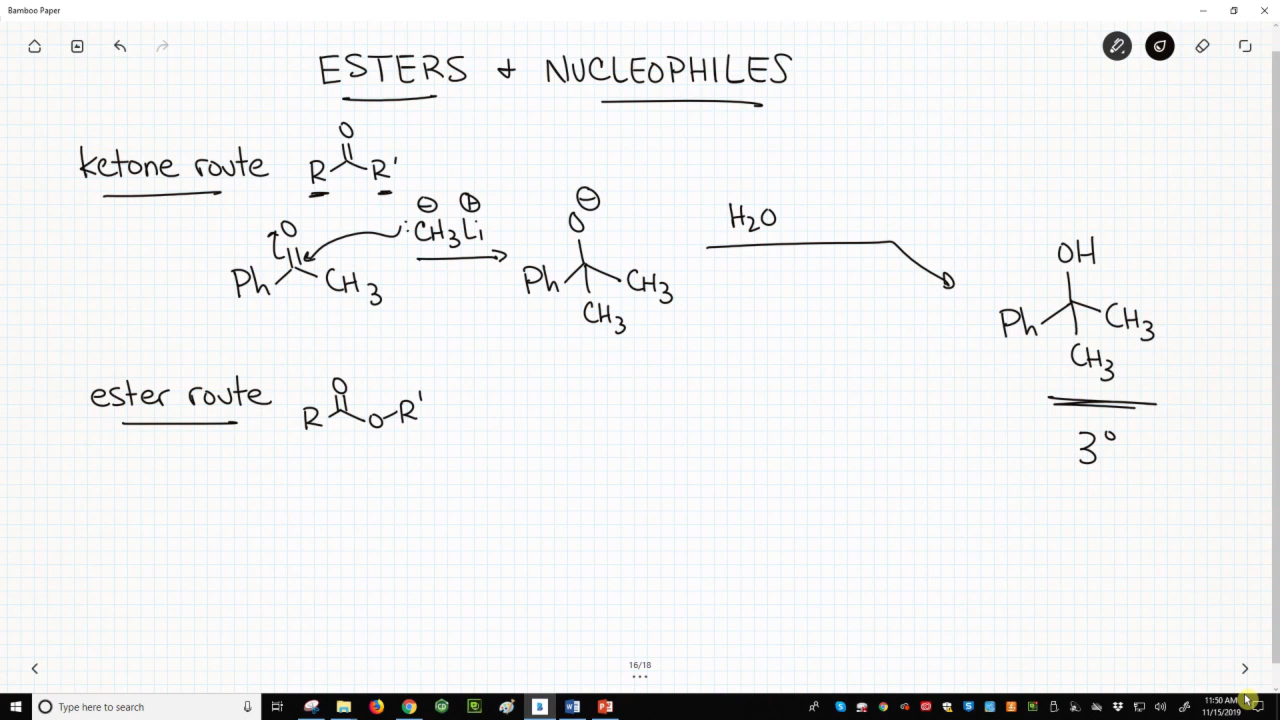 Bamboo Paper
ESTERS + NUCLEOPHILES
ketone route
O
R R'
⊖ ⊕
O :CH3Li
Ph CH3
⊖
O
Ph CH3
CH3
H2O
OH
Ph CH3
CH3
3°
ester route
O
R O-R'
16/18
Type here to search
11:50 AM
11/15/2019